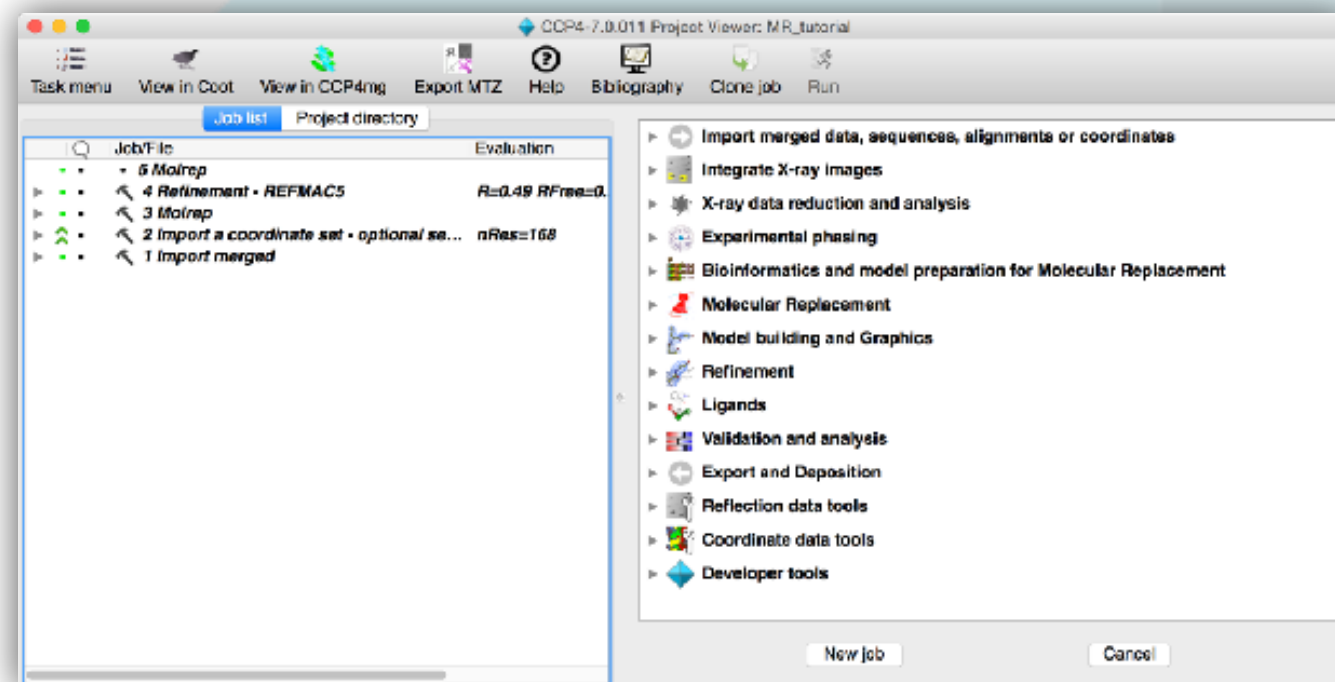 CCP4-7.0.011 Project Viewer: MR_tutorial
Task menu View in Coot View in CCP4mg Export MTZ Help Bibliography Clone job Run
Job list Project directory
Job/File Evaluation
5 Molrep
4 Refinement - REFMAC5 R=0.49 RFree=0.
3 Molrep
2 Import a coordinate set - optional se... nRes=168
1 Import merged
Import merged data, sequences, alignments or coordinates
Integrate X-ray images
X-ray data reduction and analysis
Experimental phasing
Bioinformatics and model preparation for Molecular Replacement
Molecular Replacement
Model building and Graphics
Refinement
Ligands
Validation and analysis
Export and Deposition
Reflection data tools
Coordinate data tools
Developer tools
New job Cancel